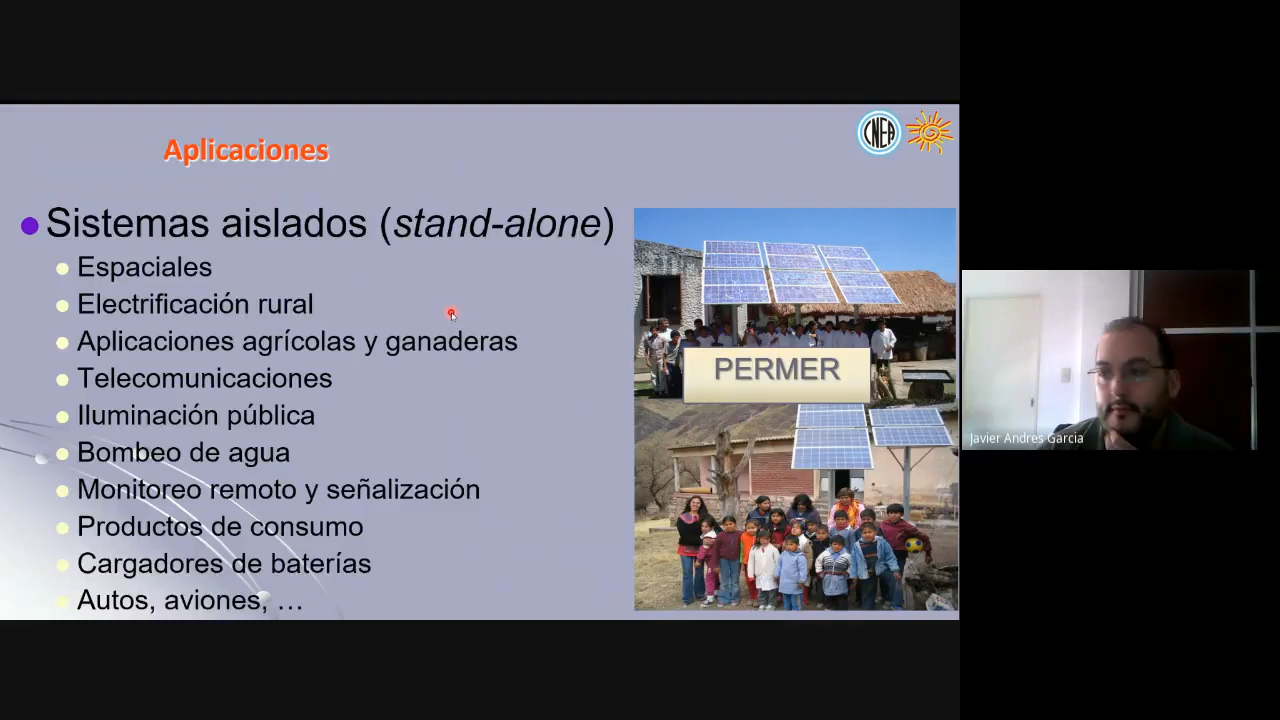 Aplicaciones
CNEA
Sistemas aislados (stand-alone)
Espaciales
Electrificación rural
Aplicaciones agrícolas y ganaderas
Telecomunicaciones
Iluminación pública
Bombeo de agua
Monitoreo remoto y señalización
Productos de consumo
Cargadores de baterías
Autos, aviones, …
PERMER
Javier Andres Garcia